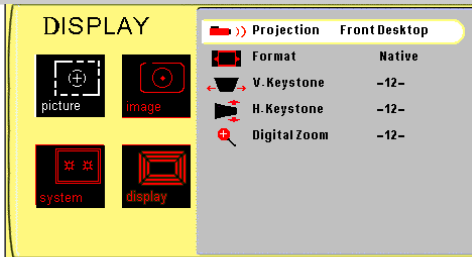 DISPLAY
picture
image
system
display
Projection Front Desktop
Format Native
V.Keystone -12-
H.Keystone -12-
Digital Zoom -12-